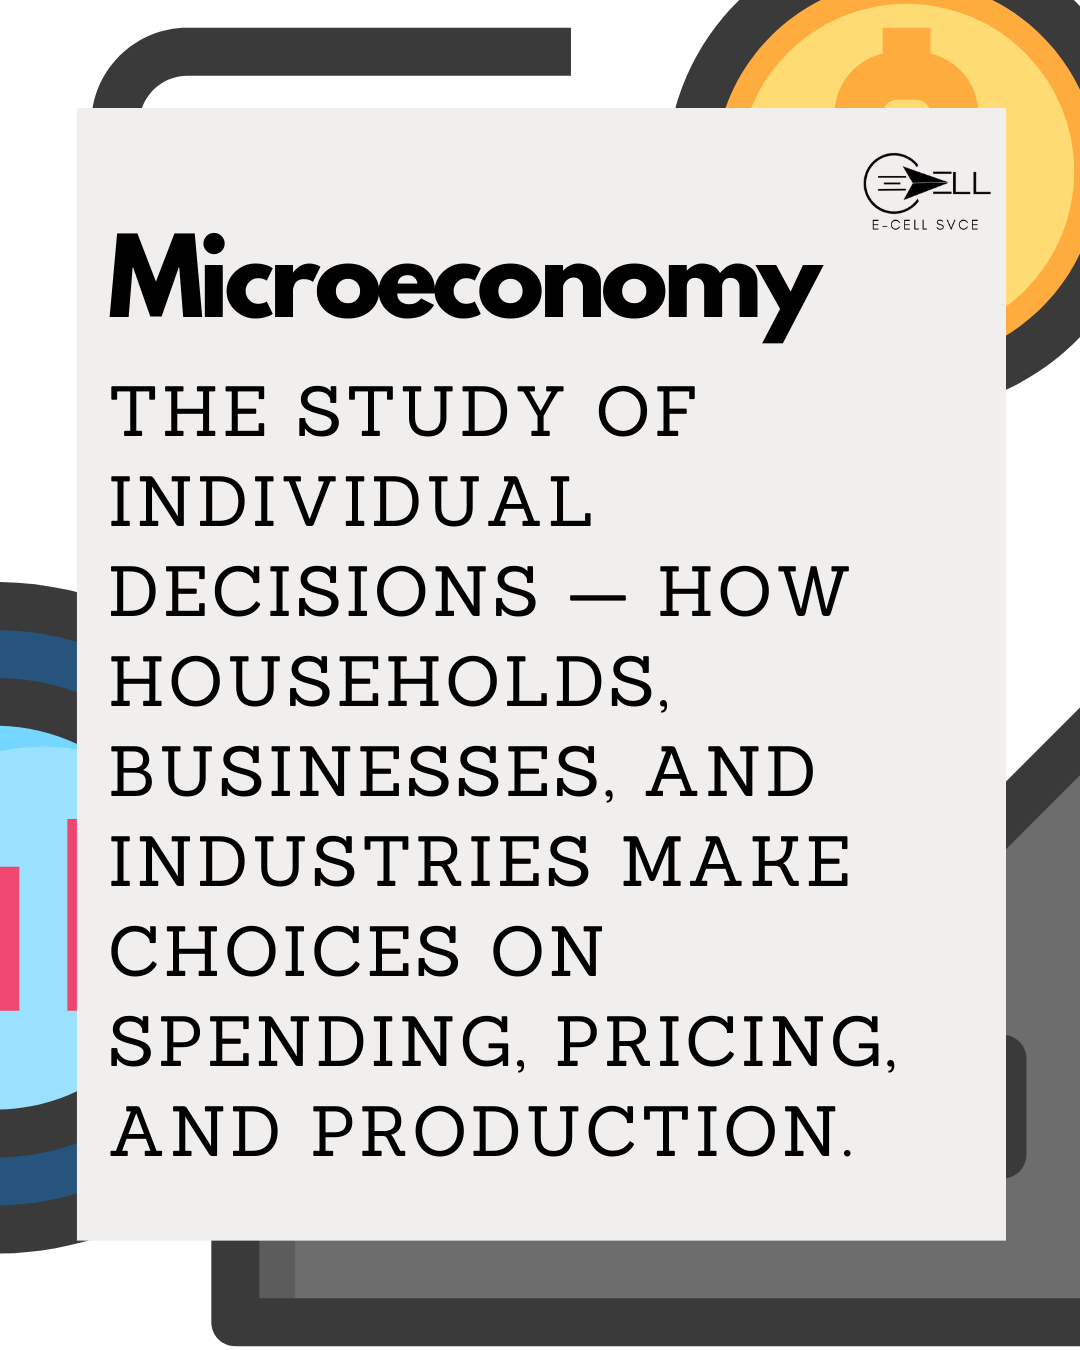 ELL
E-CELL SVCE
Microeconomy
THE STUDY OF
INDIVIDUAL
DECISIONS — HOW
HOUSEHOLDS,
BUSINESSES, AND
INDUSTRIES MAKE
CHOICES ON
SPENDING, PRICING,
AND PRODUCTION.